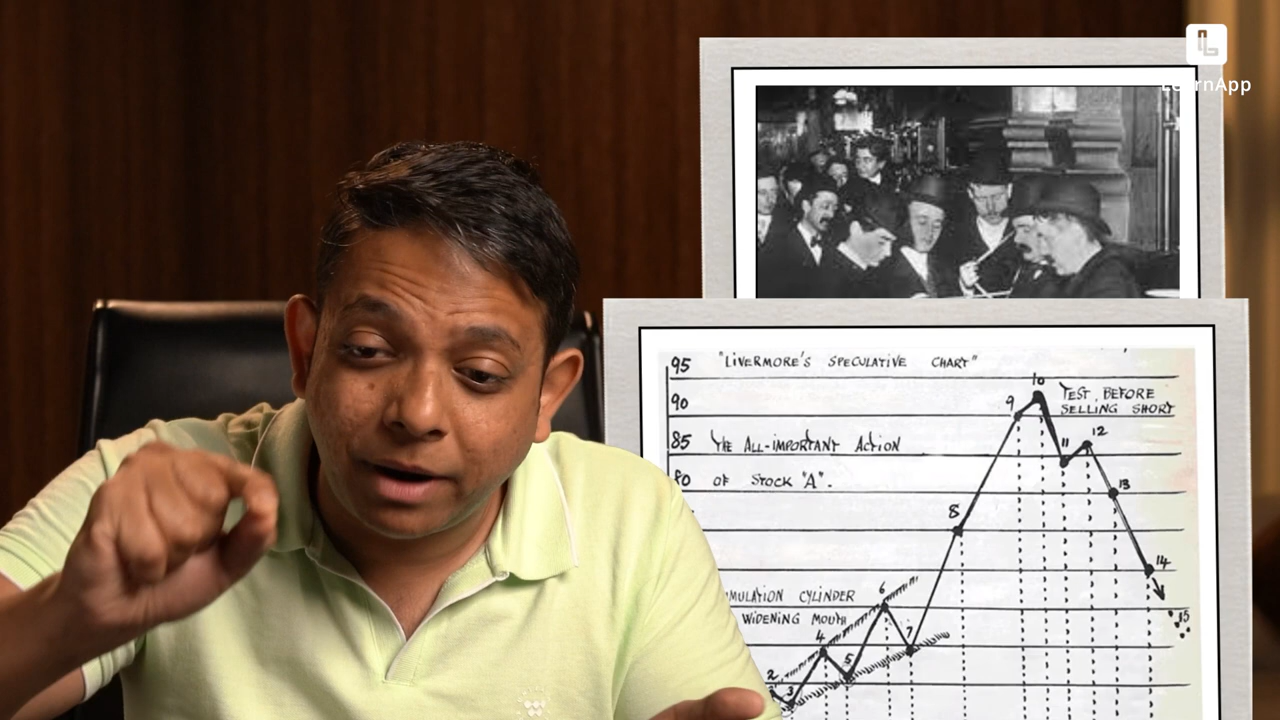 LearnApp
95 "LIVERMORE'S SPECULATIVE CHART"
10
90
9
TEST, BEFORE
SELLING SHORT
85 THE ALL-IMPORTANT ACTION
11
12
80 OF STOCK "A".
13
8
14
6
CYLINDER
WIDENING MOUTH
15
4
7
5
2
3